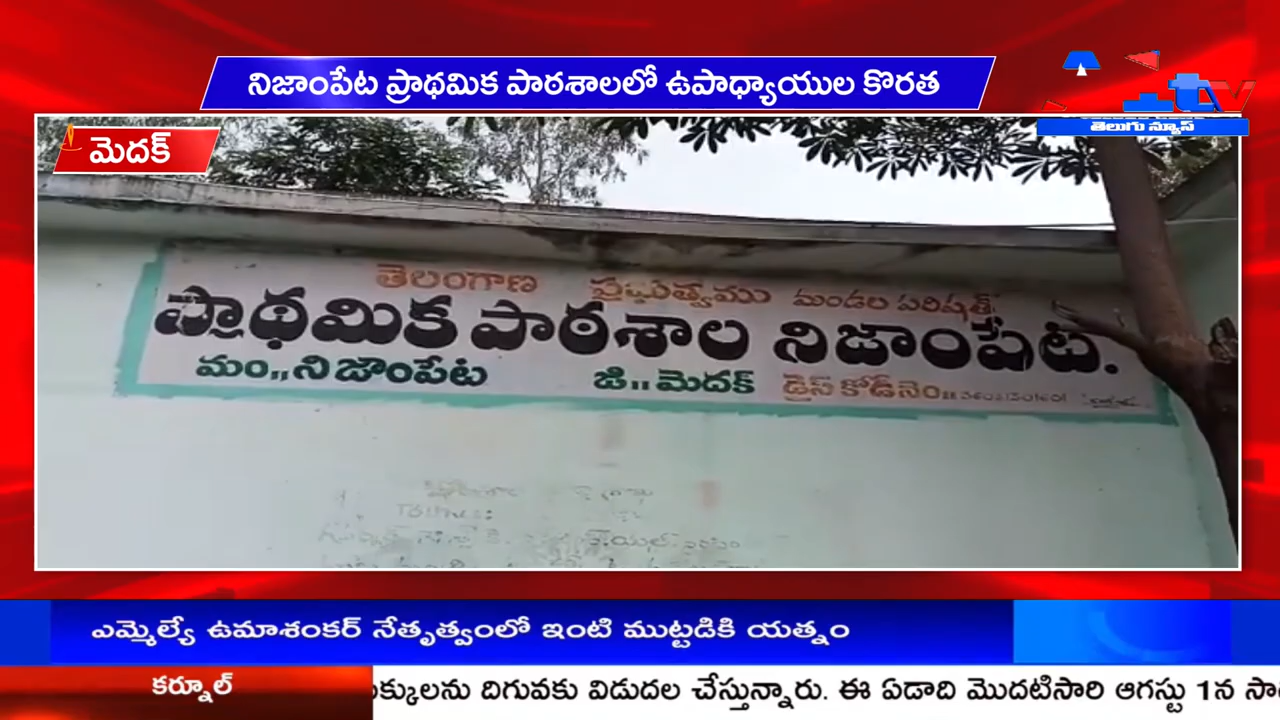 నిజాంపేట ప్రాథమిక పాఠశాలలో ఉపాధ్యాయుల కొరత
tv
తెలుగు న్యూస్
మెదక్
తెలంగాణ ప్రభుత్వము మండల పరిషత్
ప్రాథమిక పాఠశాల నిజాంపేట.
మం,, నిజాంపేట జి,, మెదక్ డైస్ కోడ్ నెం
ఎమ్మెల్యే ఉమాశంకర్ నేతృత్వంలో ఇంటి ముట్టడికి యత్నం
కర్నూల్
దిగువకు విడుదల చేస్తున్నారు. ఈ ఏడాది మొదటిసారి ఆగస్టు 1న